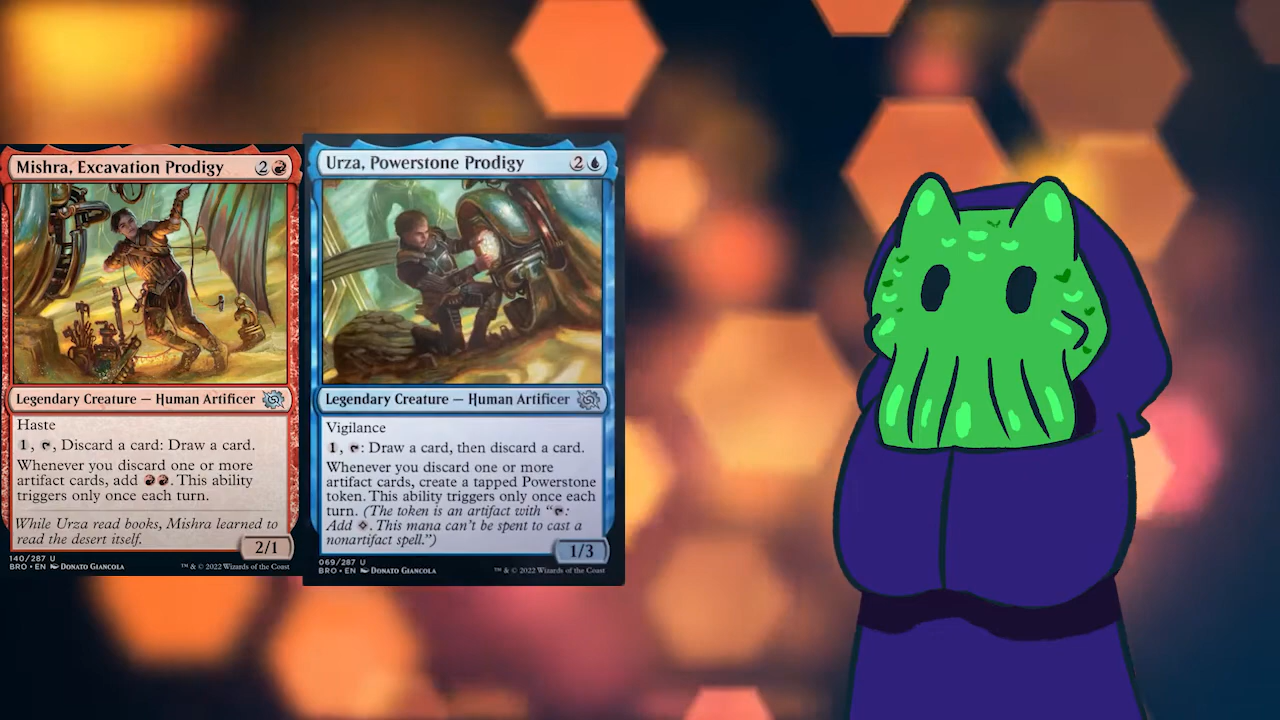 Mishra, Excavation Prodigy 2
Legendary Creature — Human Artificer
Haste
1, , Discard a card: Draw a card.
Whenever you discard one or more
artifact cards, add . This ability
triggers only once each turn.
While Urza read books, Mishra learned to
read the desert itself.
2/1
140/287 U
BRO • EN Donato Giancola
™ & © 2022 Wizards of the Coast
Urza, Powerstone Prodigy 2
Legendary Creature — Human Artificer
Vigilance
1, : Draw a card, then discard a card.
Whenever you discard one or more
artifact cards, create a tapped Powerstone
token. This ability triggers only once each
turn. (The token is an artifact with “ :
Add . This mana can't be spent to cast a
nonartifact spell.”)
1/3
069/287 U
BRO • EN Donato Giancola
™ & © 2022 Wizards of the Coast